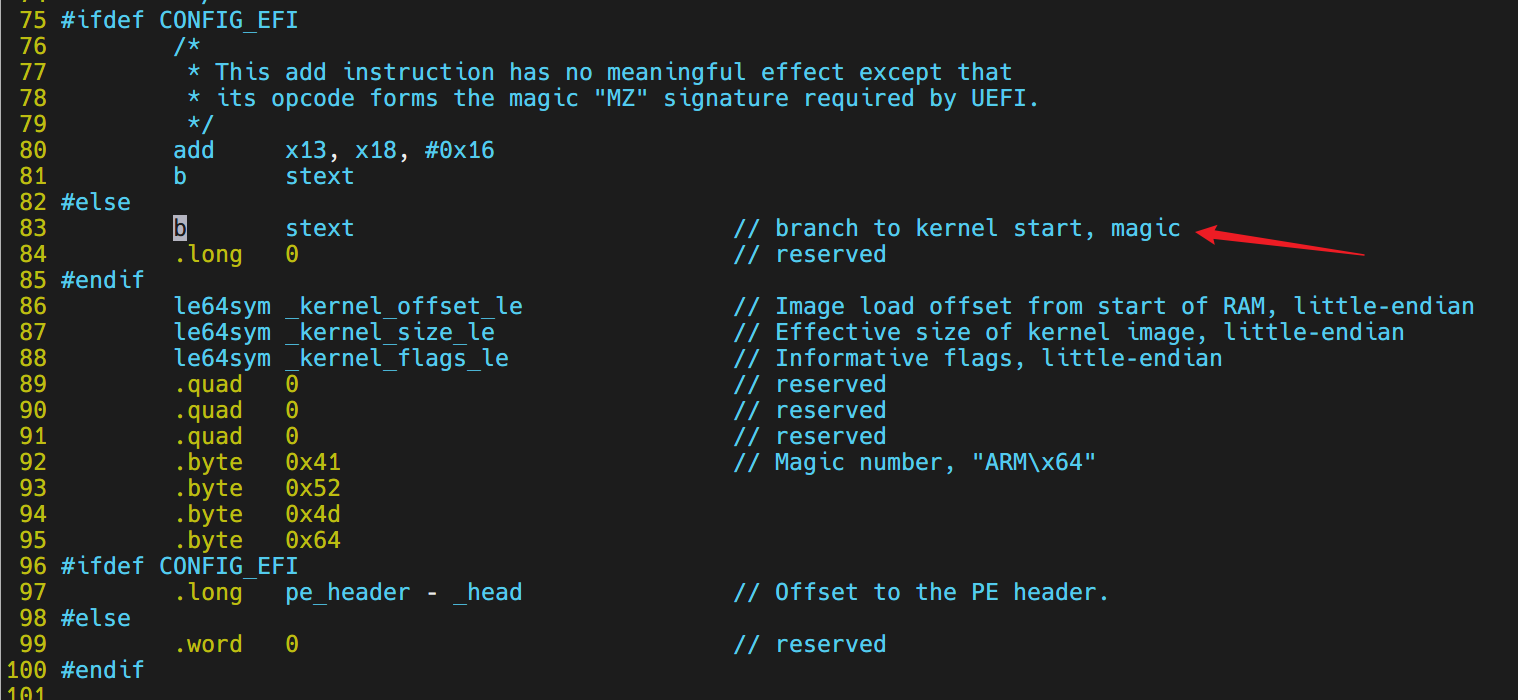 75 #ifdef CONFIG_EFI
76         /*
77          * This add instruction has no meaningful effect except that
78          * its opcode forms the magic "MZ" signature required by UEFI.
79          */
80         add     x13, x18, #0x16
81         b       stext
82 #else
83         b       stext                           // branch to kernel start, magic
84         .long   0                               // reserved
85 #endif
86         le64sym _kernel_offset_le               // Image load offset from start of RAM, little-endian
87         le64sym _kernel_size_le                 // Effective size of kernel image, little-endian
88         le64sym _kernel_flags_le                // Informative flags, little-endian
89         .quad   0                               // reserved
90         .quad   0                               // reserved
91         .quad   0                               // reserved
92         .byte   0x41                            // Magic number, "ARM\x64"
93         .byte   0x52
94         .byte   0x4d
95         .byte   0x64
96 #ifdef CONFIG_EFI
97         .long   pe_header - _head               // Offset to the PE header.
98 #else
99         .word   0                               // reserved
100 #endif
101